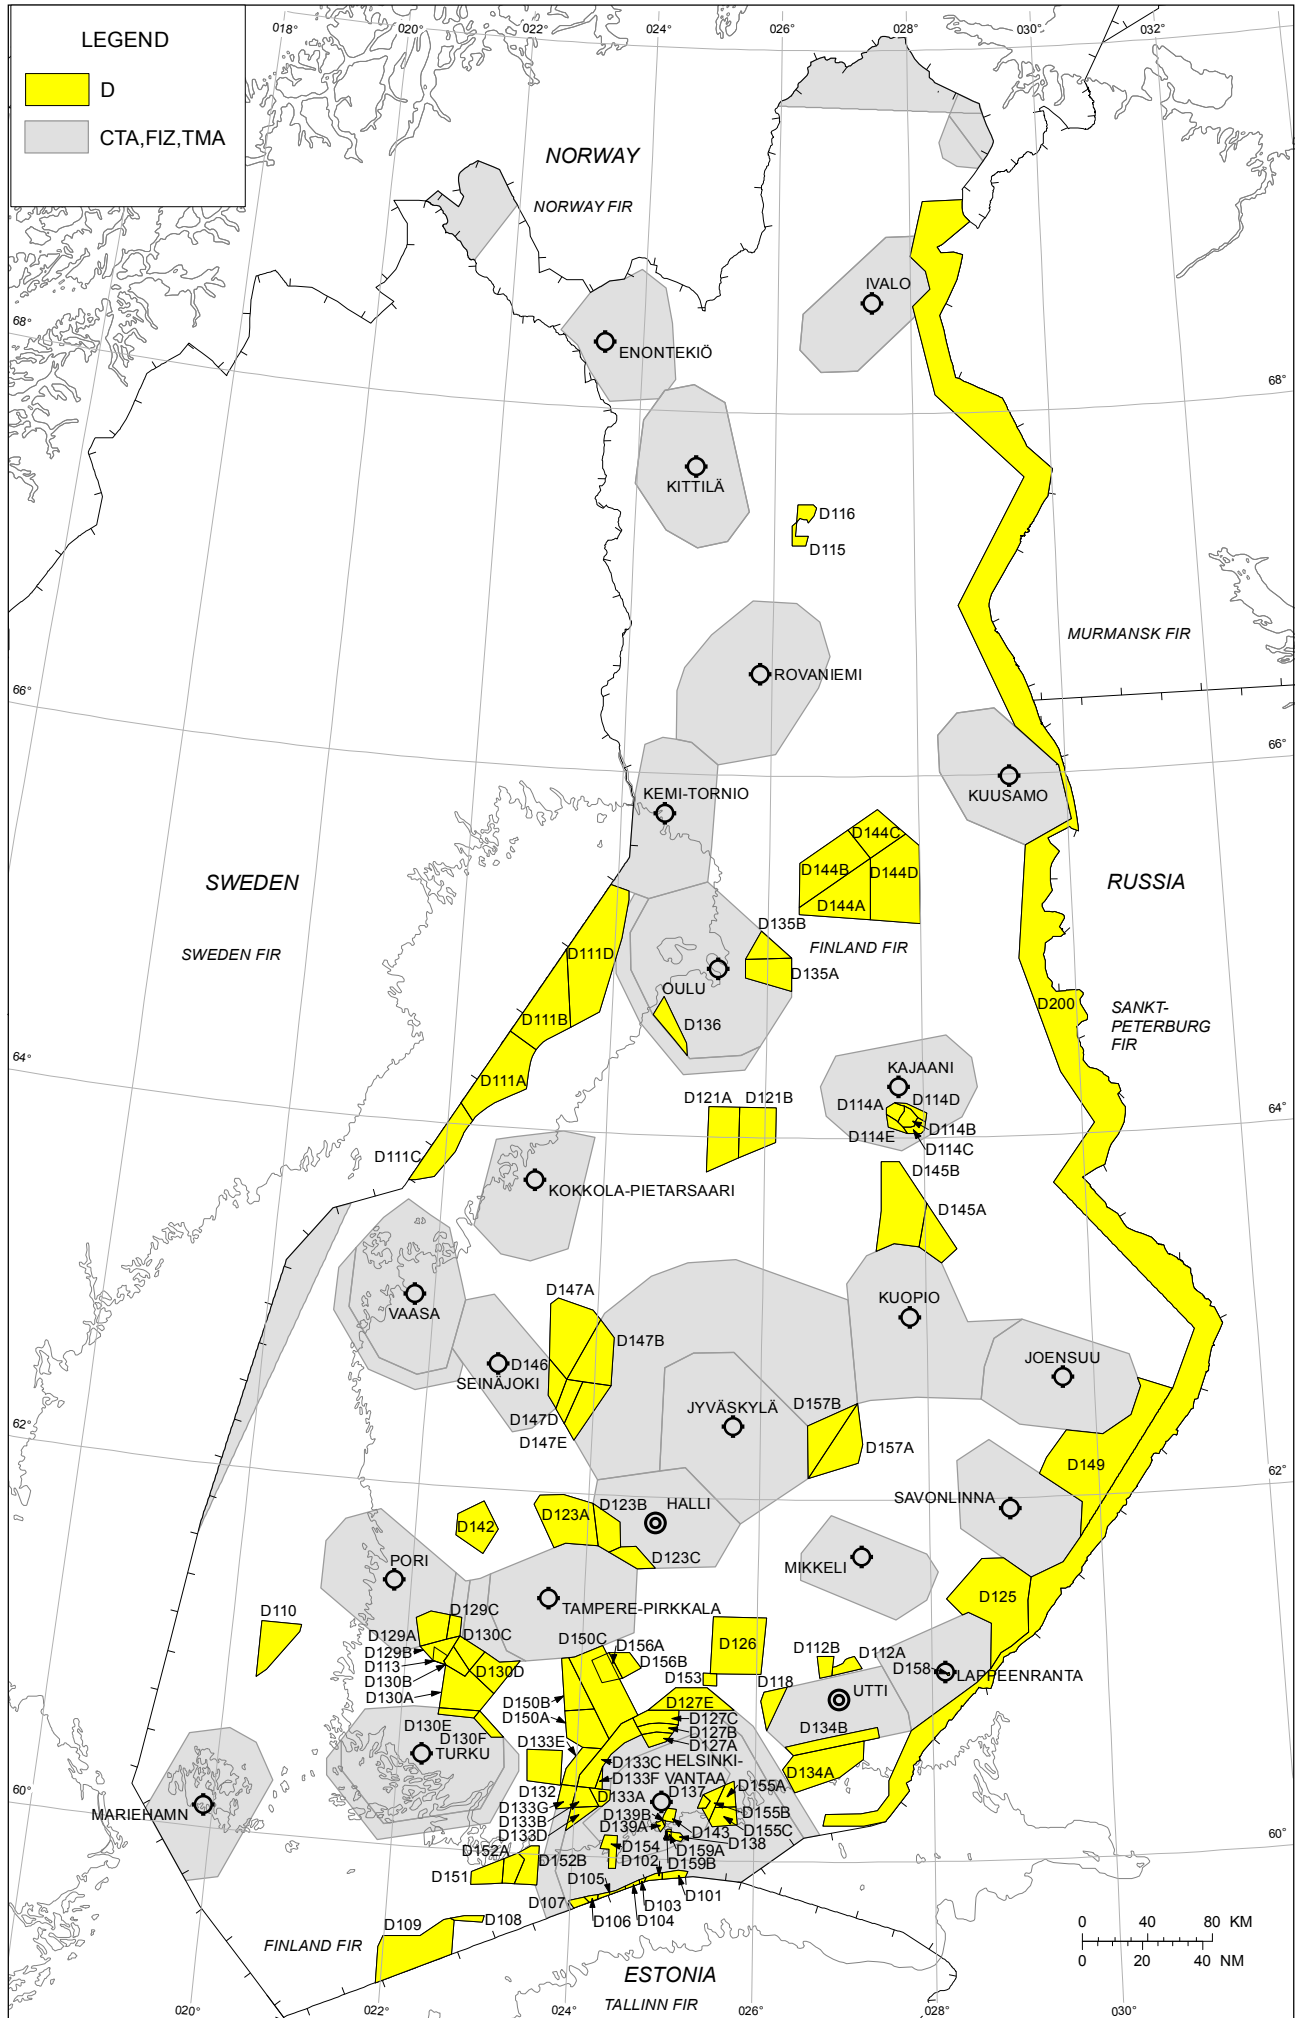 LEGEND
D
CTA,FIZ,TMA
018°
020°
022°
024°
026°
028°
030°
032°
NORWAY
NORWAY FIR
IVALO
ENONTEKIÖ
68°
68°
KITTILÄ
D116
D115
MURMANSK FIR
ROVANIEMI
66°
66°
KUUSAMO
KEMI-TORNIO
D144C
D144B
D144D
D144A
SWEDEN
RUSSIA
SWEDEN FIR
D111D
D135B
FINLAND FIR
D135A
OULU
D136
D200
SANKT-
PETERBURG
FIR
D111B
64°
D111A
KAJAANI
D114A
D114D
D121A
D121B
D114B
D114E
D114C
64°
D111C
D145B
KOKKOLA-PIETARSAARI
D145A
D147A
VAASA
KUOPIO
D147B
D146
SEINÄJOKI
JOENSUU
D147D
D147E
JYVÄSKYLÄ
D157B
D157A
62°
D149
62°
SAVONLINNA
D123B
HALLI
D123A
D142
D123C
PORI
MIKKELI
D125
TAMPERE-PIRKKALA
D110
D129C
D129A
D130C
D129B
D113
D130B
D130D
D130A
D150C
D156A
D156B
D126
D153
D112B
D112A
D158
LAPPEENRANTA
D118
UTTI
D150B
D150A
D127E
D127C
D127B
D127A
D134B
D134A
D130E
D130F
TURKU
D133E
D133C
HELSINKI-
VANTAA
D133F
D132
D133A
D137
D155A
D133G
D133B
D133D
D139B
D139A
D155B
D155C
D143
D138
60°
60°
MARIEHAMN
D152A
D152B
D151
D154
D159A
D102
D159B
D105
D101
D107
D103
D106
D104
D109
D108
FINLAND FIR
0 40 80 KM
0 20 40 NM
ESTONIA
TALLINN FIR
020°
022°
024°
026°
028°
030°